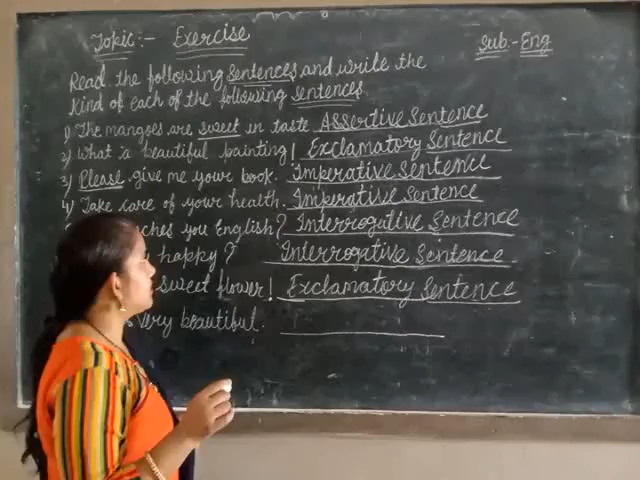 Topic:- Exercise
Sub.- Eng
Read the following sentences and write the
kind of each of the following sentences.
1) The mangoes are sweet in taste Assertive Sentence
2) What a beautiful painting! Exclamatory Sentence
3) Please give me your book. Imperative Sentence
4) Take care of your health. Imperative Sentence
you English? Interrogative Sentence
happy? Interrogative Sentence
sweet flower! Exclamatory Sentence
very beautiful.